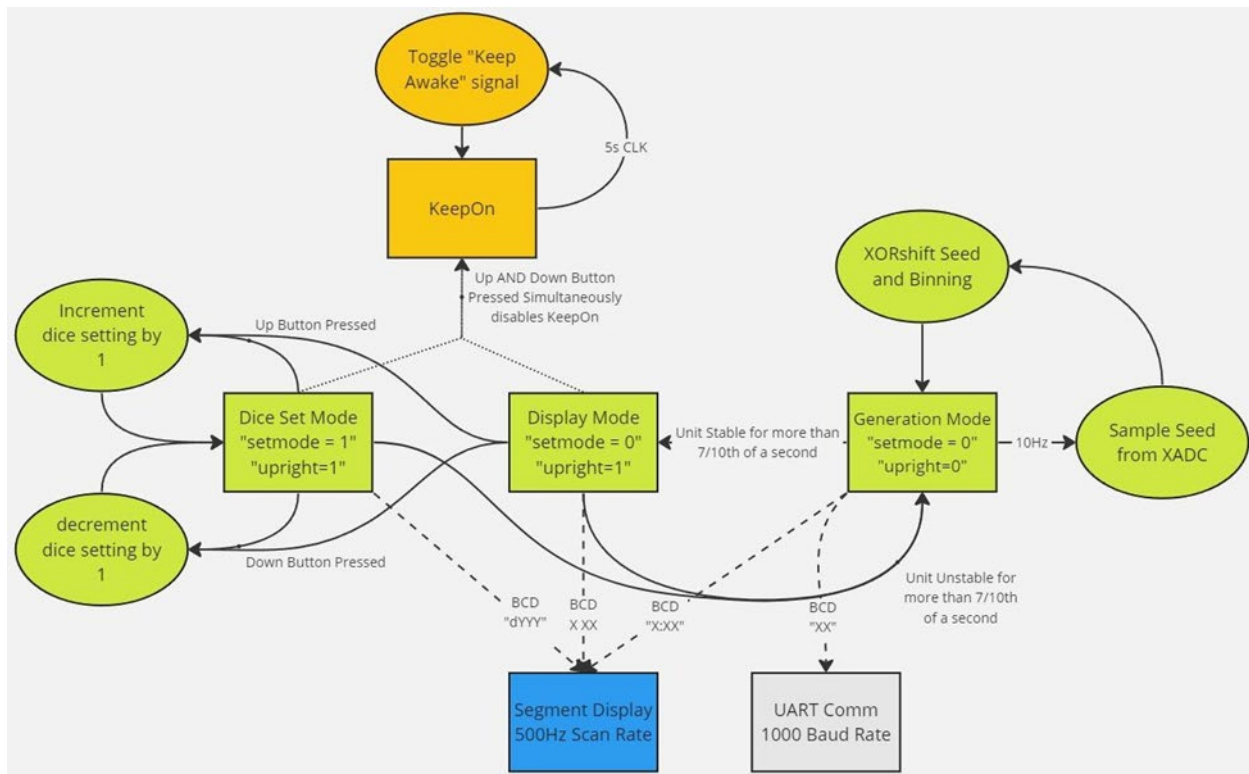 Toggle "Keep
Awake" signal
5s CLK
KeepOn
Up AND Down Button
Pressed Simultaneously
disables KeepOn
XORshift Seed
and Binning
Increment
dice setting by
1
Up Button Pressed
Dice Set Mode
"setmode = 1"
"upright=1"
Display Mode
"setmode = 0"
"upright=1"
Unit Stable for more than
7/10th of a second
Generation Mode
"setmode = 0"
"upright=0"
10Hz
Sample Seed
from XADC
decrement
dice setting by
1
Down Button Pressed
Unit Unstable for
more than 7/10th
of a second
BCD
"dYYY"
BCD
X XX
BCD
"X:XX"
BCD
"XX"
Segment Display
500Hz Scan Rate
UART Comm
1000 Baud Rate